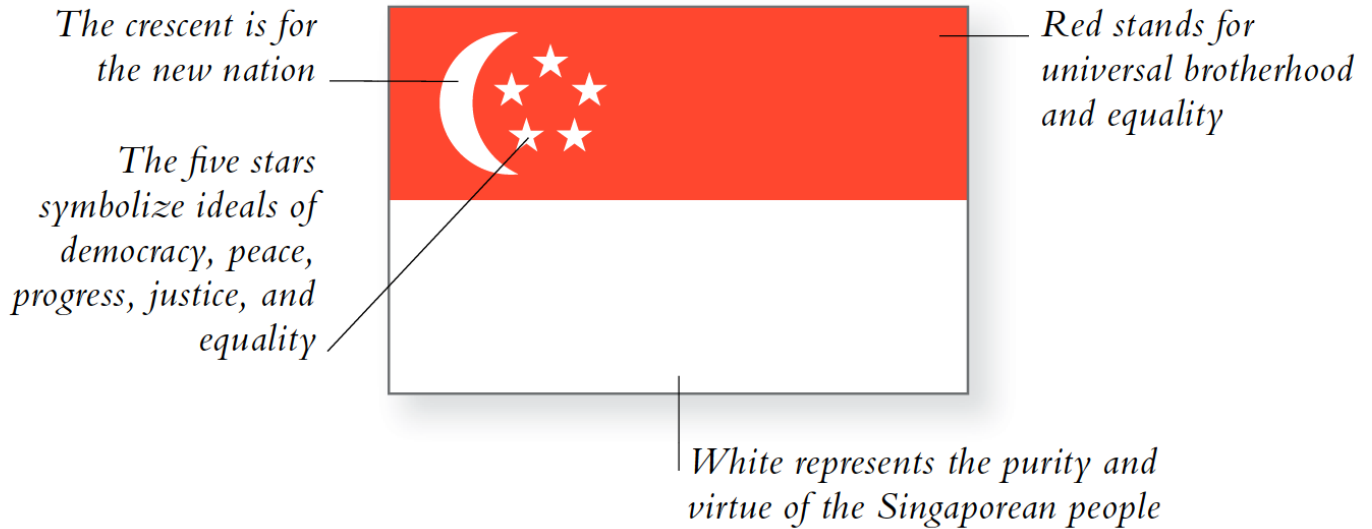 The crescent is for
the new nation
Red stands for
universal brotherhood
and equality
The five stars
symbolize ideals of
democracy, peace,
progress, justice, and
equality
White represents the purity and
virtue of the Singaporean people